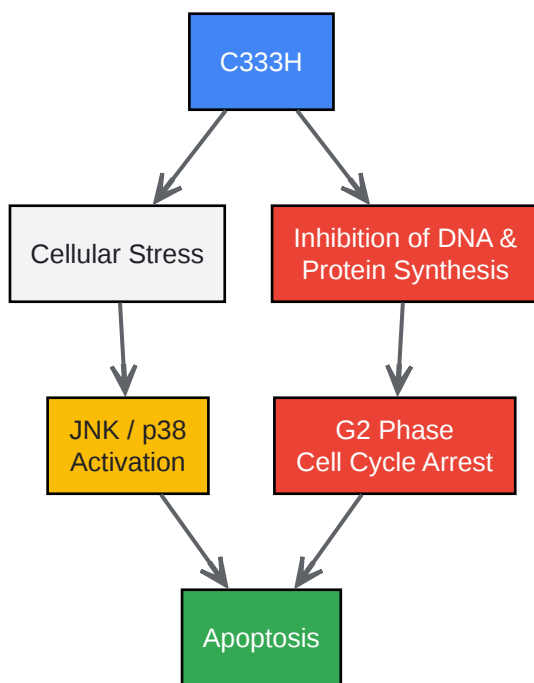 C333H
Cellular Stress
Inhibition of DNA &
Protein Synthesis
JNK / p38
Activation
G2 Phase
Cell Cycle Arrest
Apoptosis